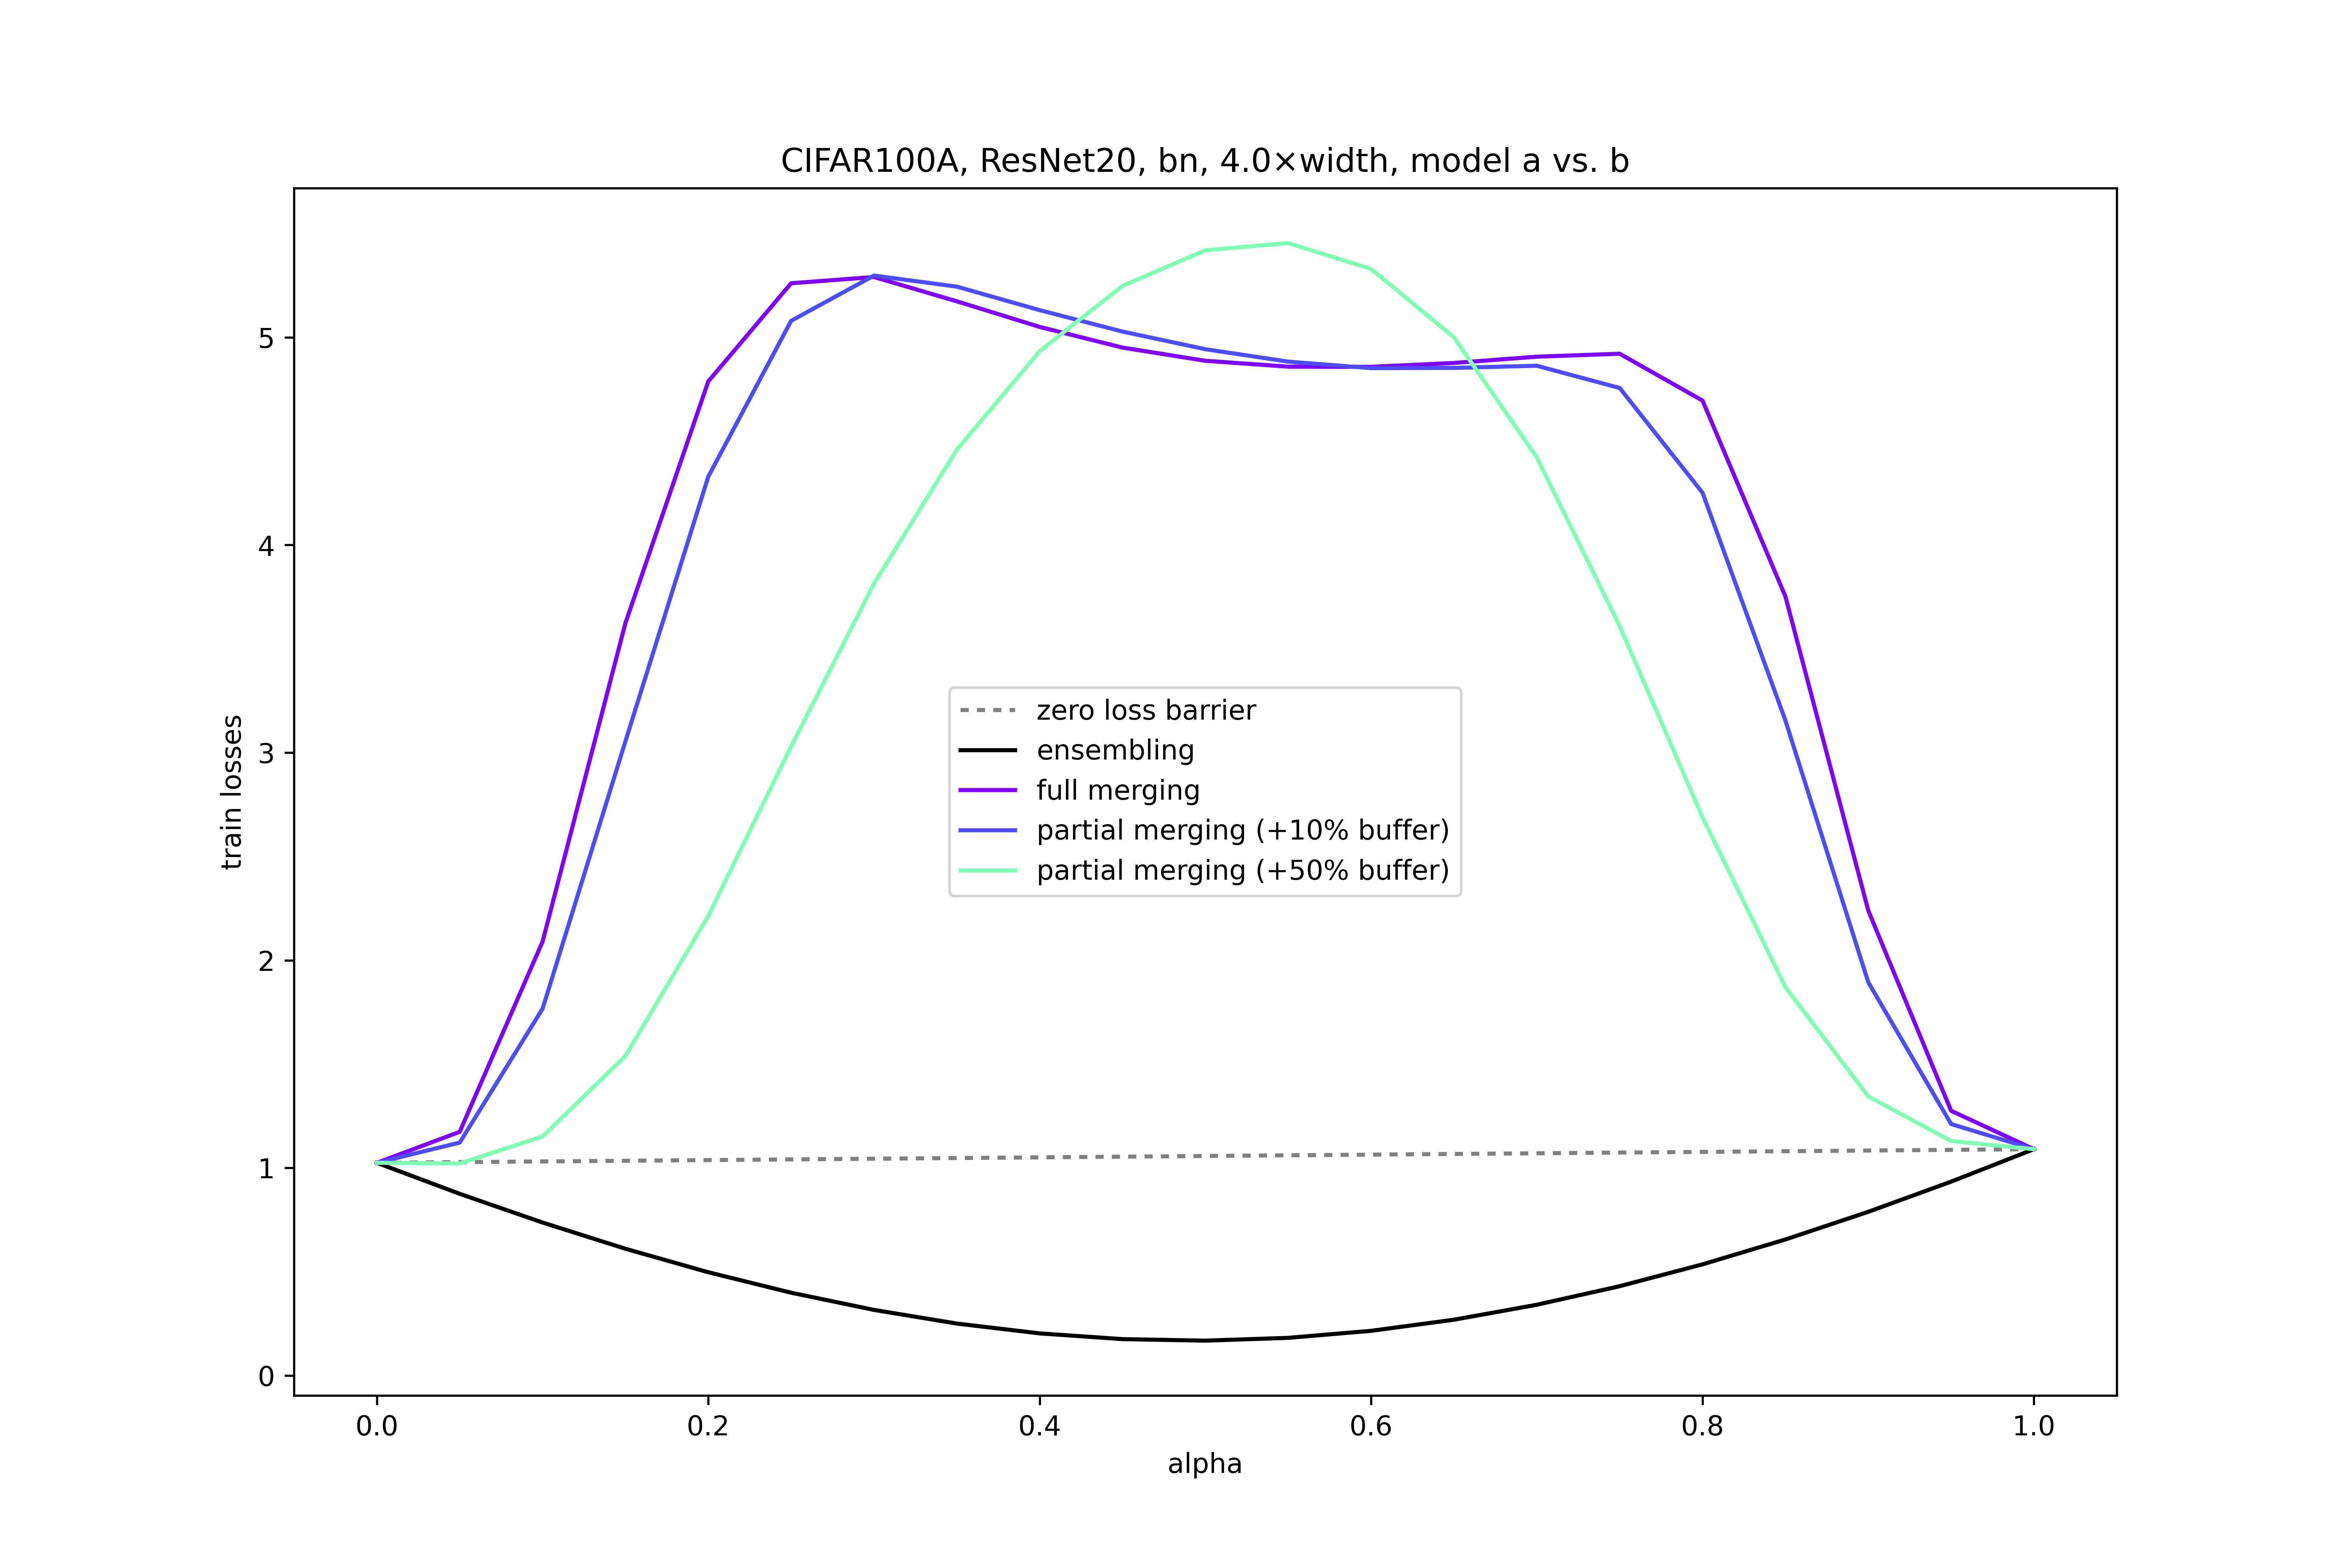 CIFAR100A, ResNet20, bn, 4.0×width, model a vs. b
train losses
5
4
3
2
1
0
zero loss barrier
ensembling
full merging
partial merging (+10% buffer)
partial merging (+50% buffer)
0.0 0.2 0.4 0.6 0.8 1.0
alpha